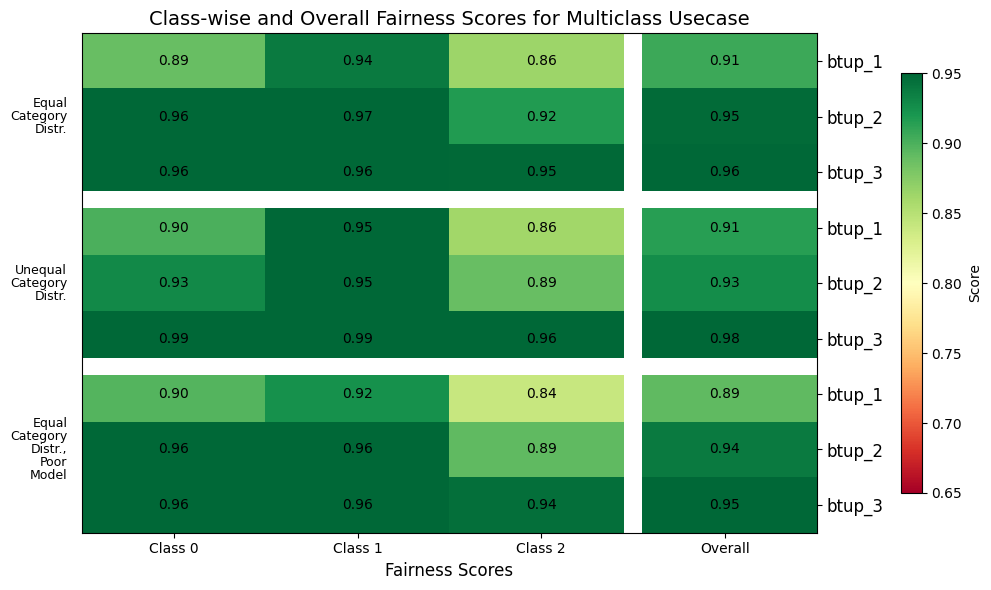 Class-wise and Overall Fairness Scores for Multiclass Usecase
0.89 0.94 0.86 0.91 btup_1
Equal
Category
Distr.
0.96 0.97 0.92 0.95 btup_2
0.96 0.96 0.95 0.96 btup_3
0.90 0.95 0.86 0.91 btup_1
Unequal
Category
Distr.
0.93 0.95 0.89 0.93 btup_2
0.99 0.99 0.96 0.98 btup_3
0.90 0.92 0.84 0.89 btup_1
Equal
Category
Distr.,
Poor
Model
0.96 0.96 0.89 0.94 btup_2
0.96 0.96 0.94 0.95 btup_3
Class 0 Class 1 Class 2 Overall
Fairness Scores
0.95
0.90
0.85
0.80
0.75
0.70
0.65
Score